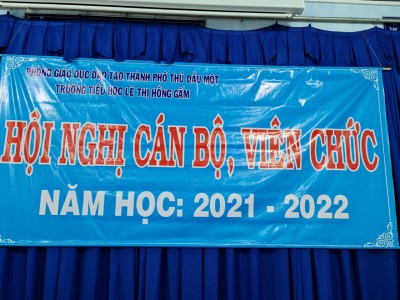 PHÒNG GIÁO DỤC ĐÀO TẠO THÀNH PHỐ THỦ DẦU MỘT
TRƯỜNG TIỂU HỌC LÊ THỊ HỒNG GẤM
HỘI NGHỊ CÁN BỘ, VIÊN CHỨC
NĂM HỌC: 2021 - 2022